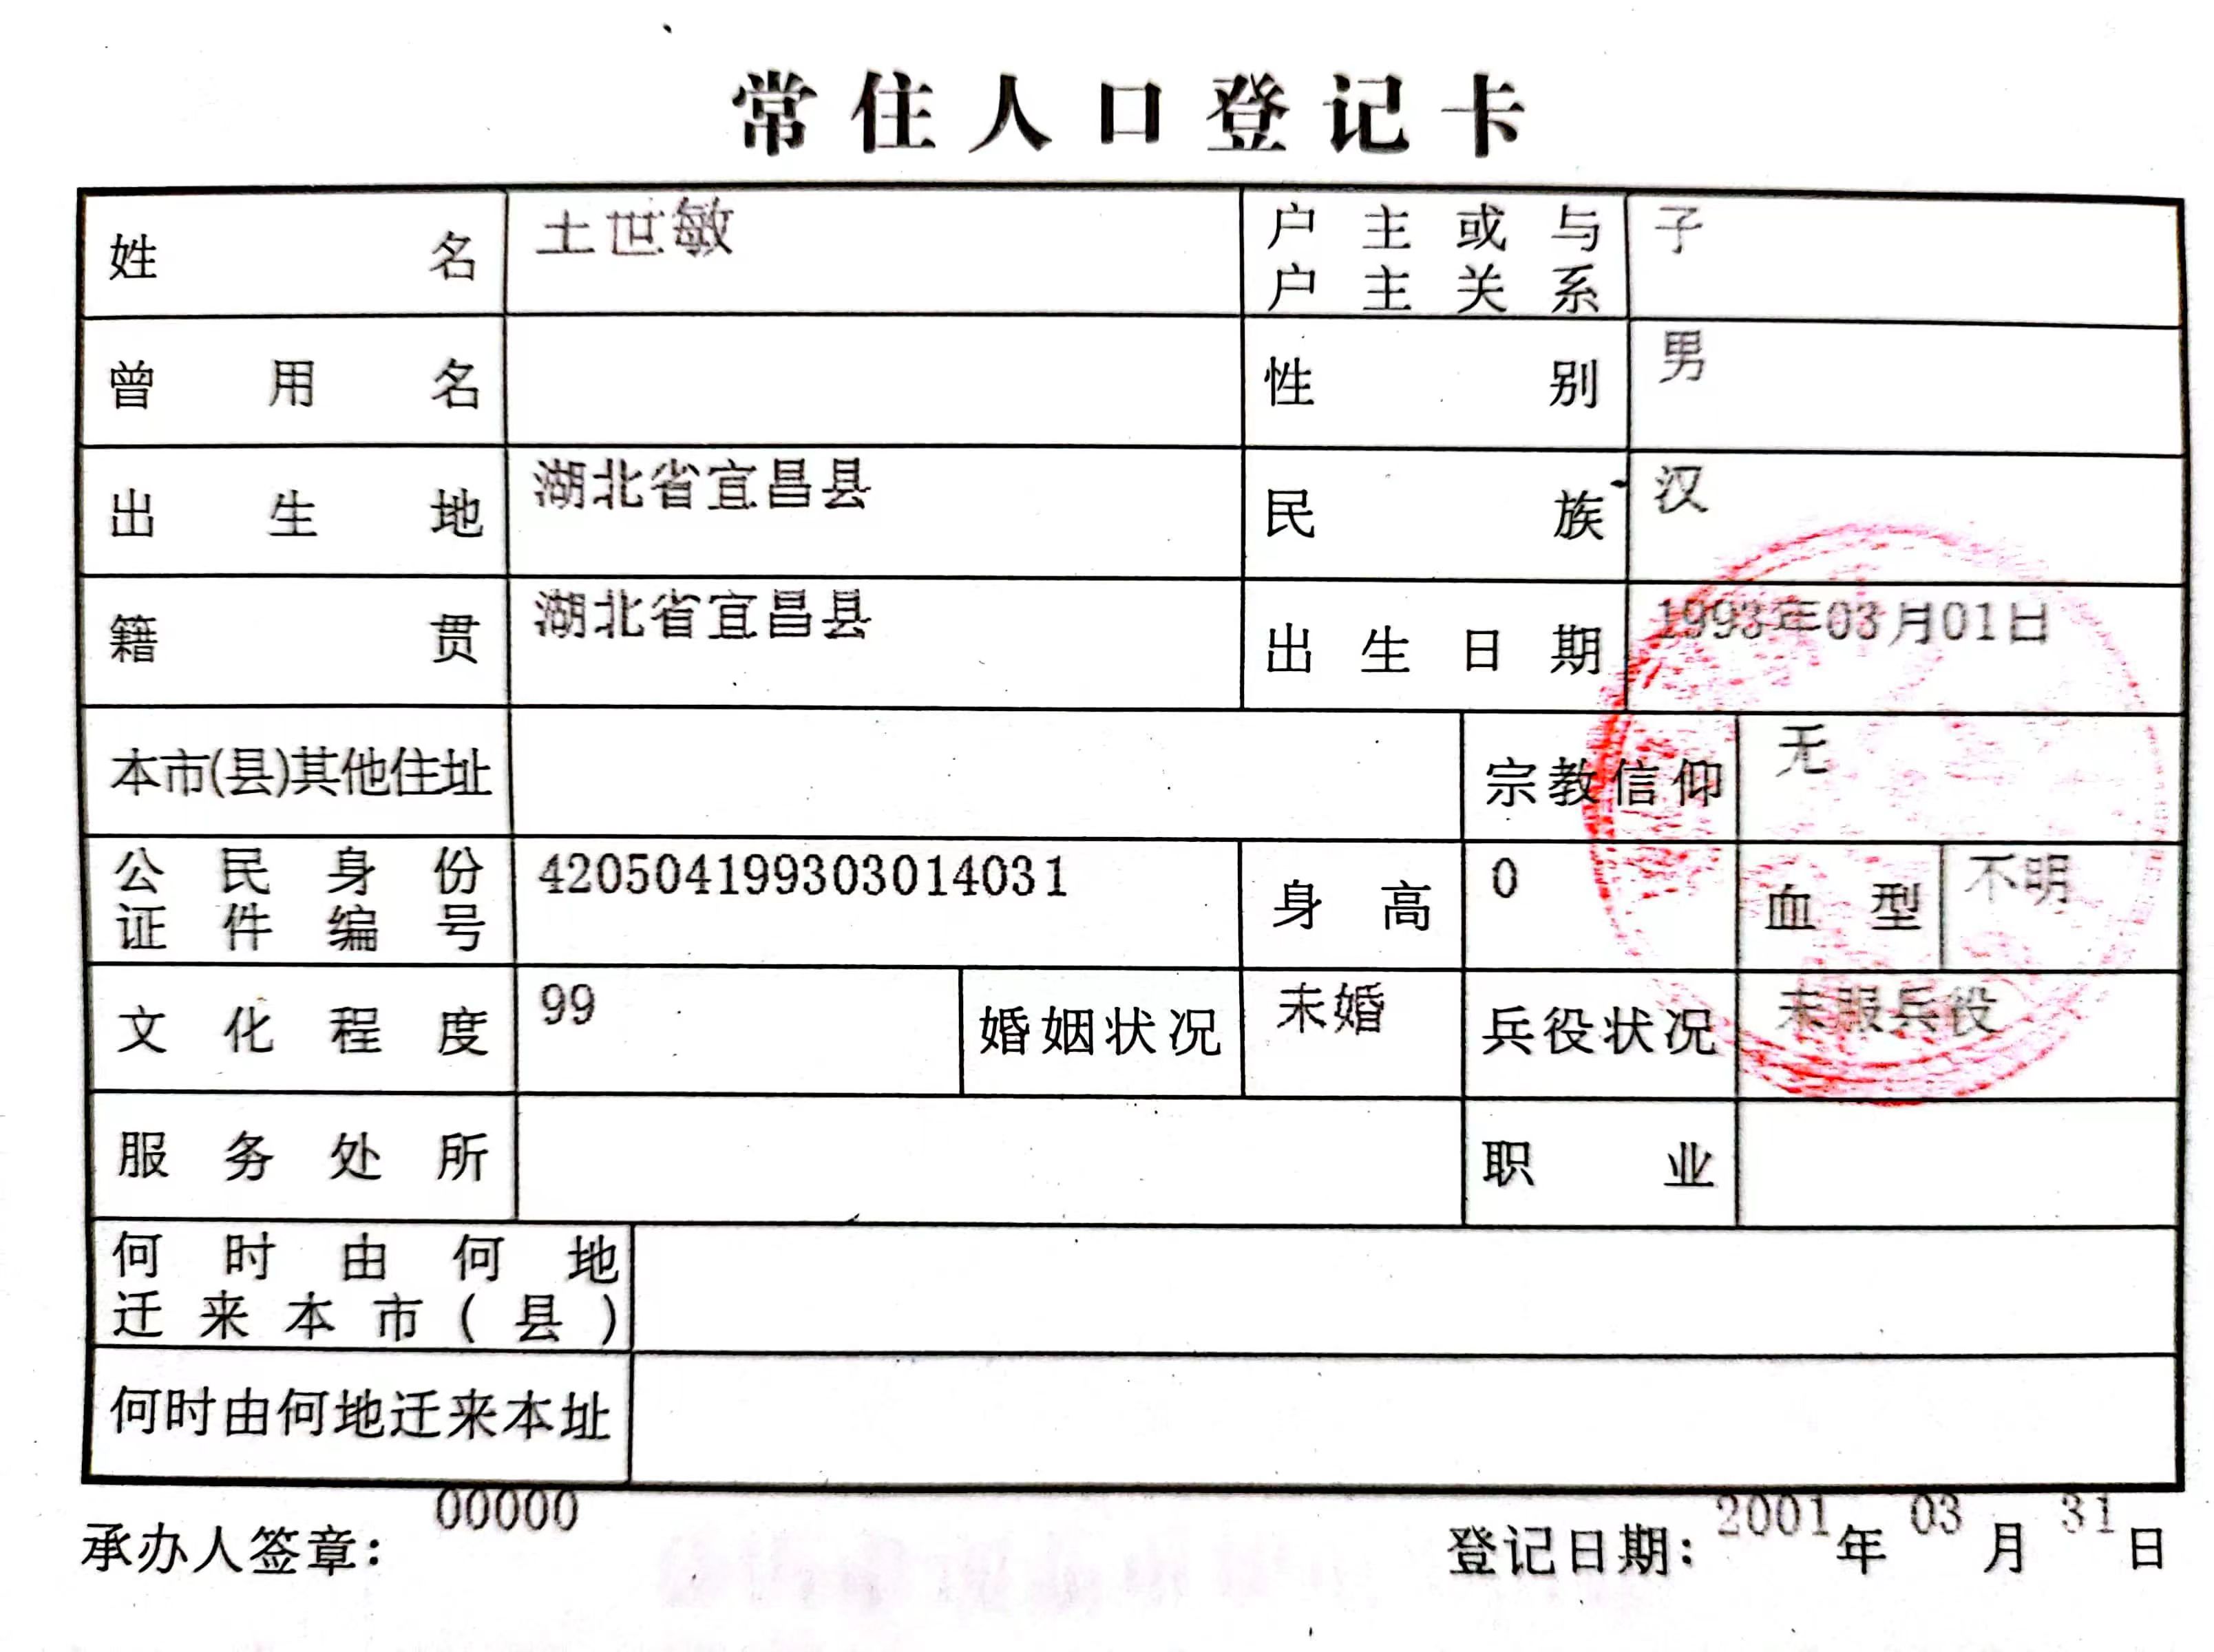 常住人口登记卡
姓名 王世敏 户主或与户主关系 子
曾用名 性别 男
出生地 湖北省宜昌县 民族 汉
籍贯 湖北省宜昌县 出生日期 1993年03月01日
本市(县)其他住址 宗教信仰 无
公民身份证件编号 420504199303014031 身高 0 血型 不明
文化程度 99 婚姻状况 未婚 兵役状况 未服兵役
服务处所 职业
何时由何地迁来本市(县)
何时由何地迁来本址
承办人签章: 00000 登记日期: 2001年03月31日